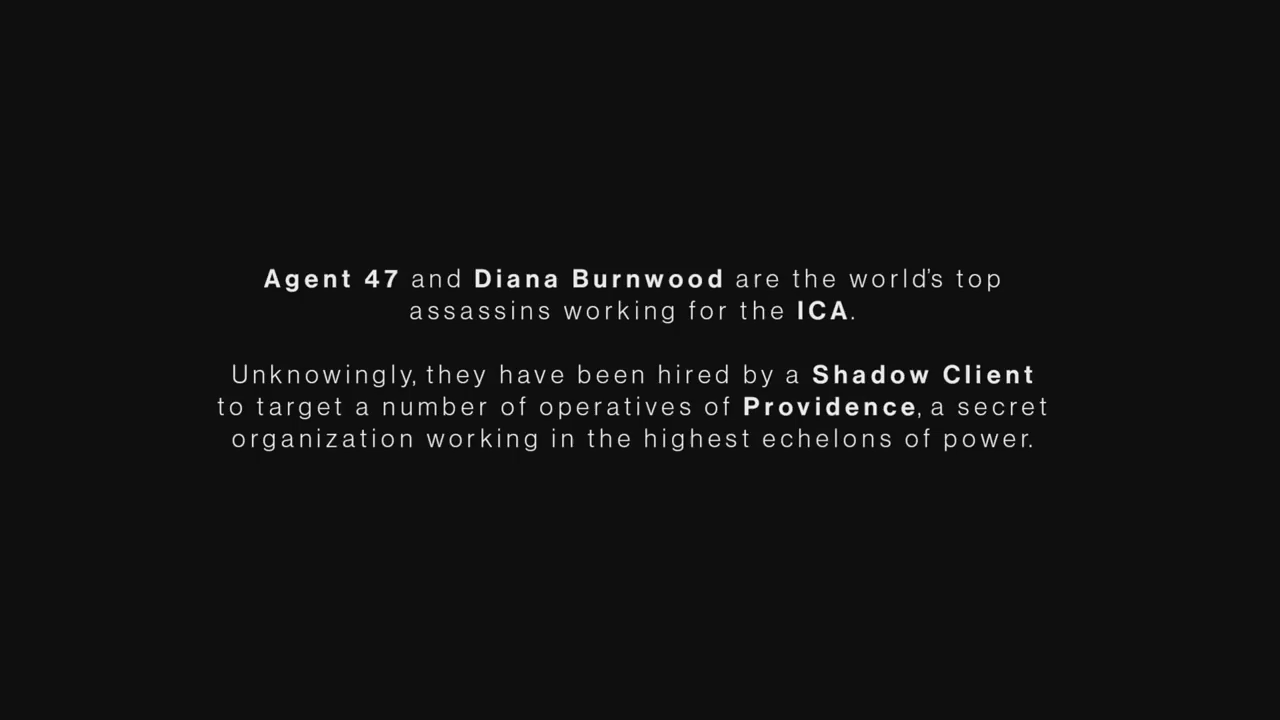 Agent 47 and Diana Burnwood are the world's top
assassins working for the ICA.
Unknowingly, they have been hired by a Shadow Client
to target a number of operatives of Providence, a secret
organization working in the highest echelons of power.